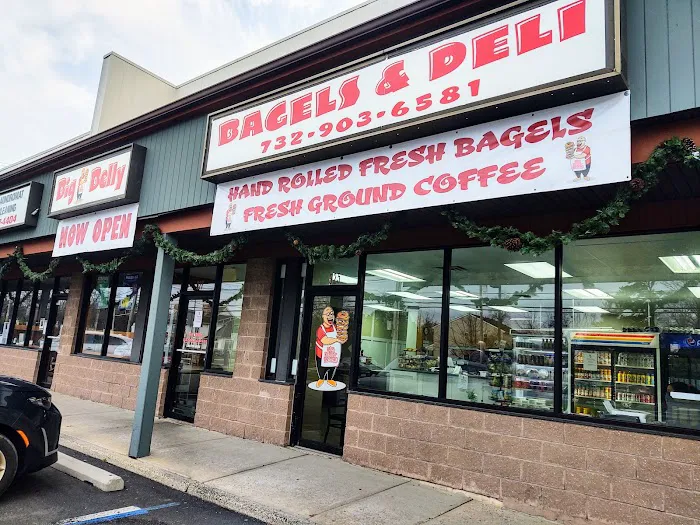 BAGELS & DELI
732-903-6581
HAND ROLLED FRESH BAGELS
FRESH GROUND COFFEE
Big Belly
NOW OPEN